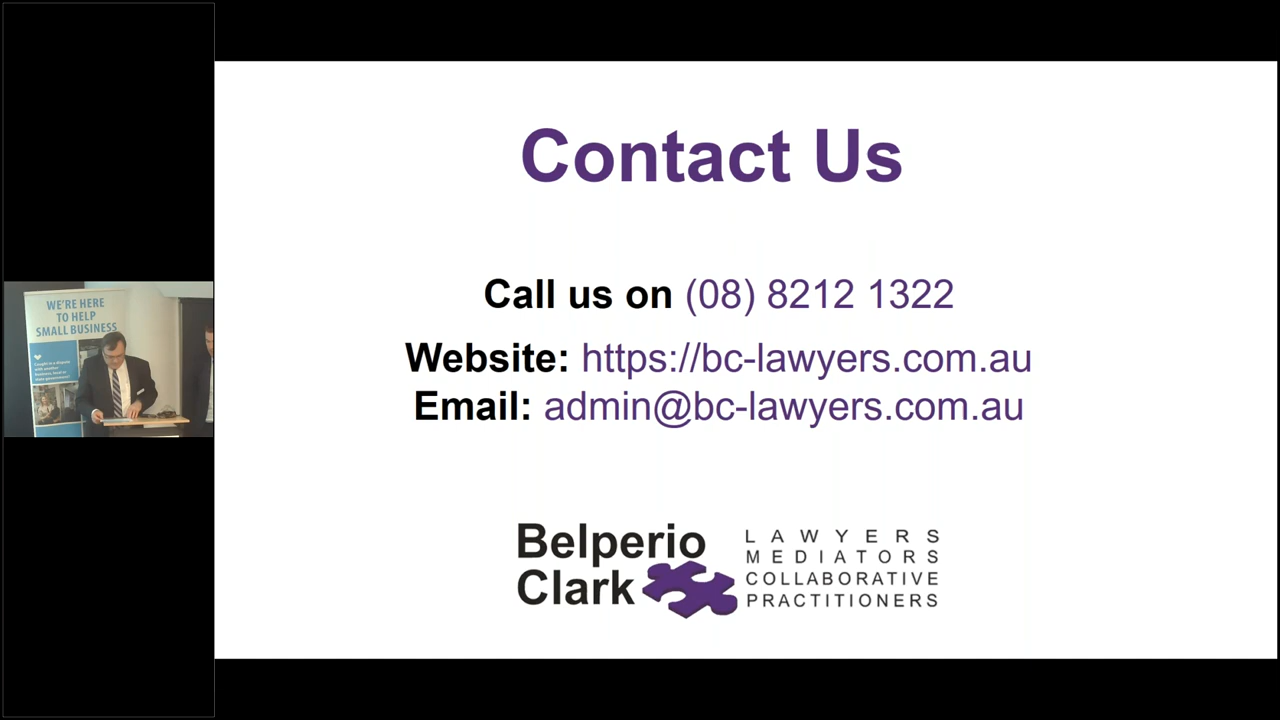 Contact Us
Call us on (08) 8212 1322
Website: https://bc-lawyers.com.au
Email: admin@bc-lawyers.com.au
Belperio
Clark
LAWYERS
MEDIATORS
COLLABORATIVE
PRACTITIONERS
WE'RE HERE
TO HELP
SMALL BUSINESS